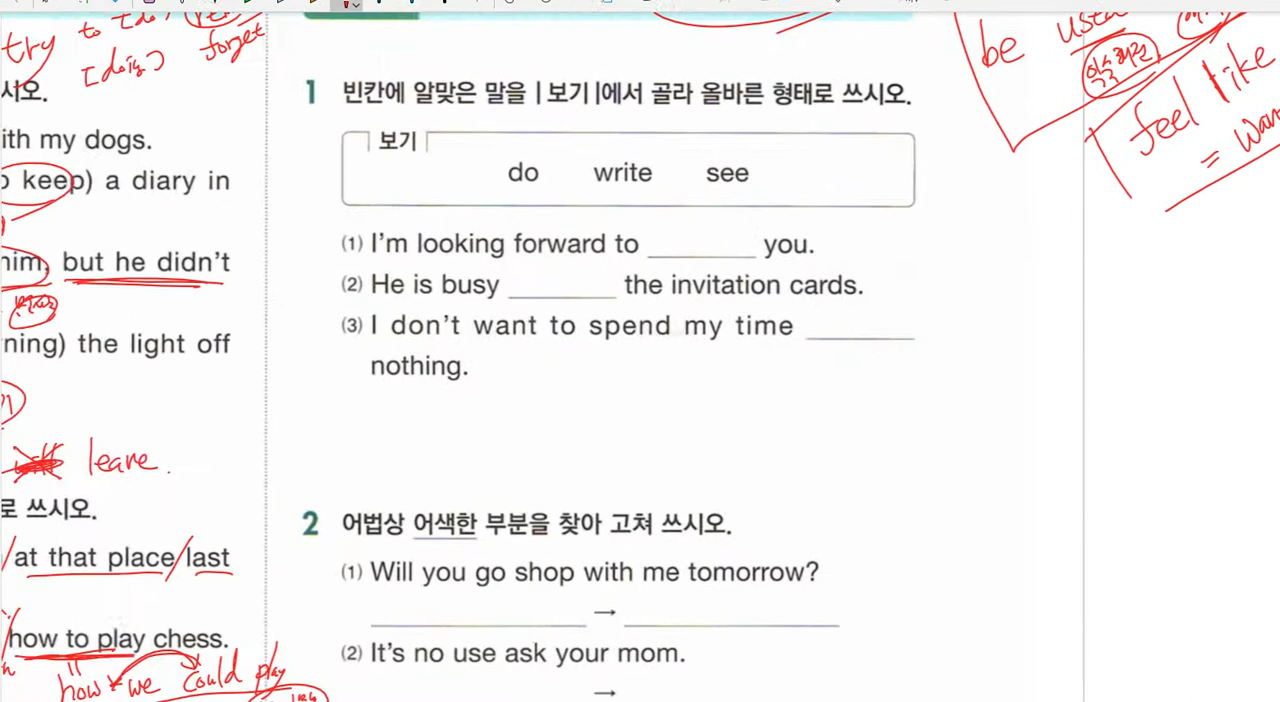 try
to
[doing]
forget
시오.
ith my dogs.
keep) a diary in
him, but he didn't
ning) the light off
leave.
로 쓰시오.
/at that place/last
how to play chess.
how we could play
1 빈칸에 알맞은 말을 |보기|에서 골라 올바른 형태로 쓰시오.
보기
do write see
(1) I'm looking forward to ________ you.
(2) He is busy ________ the invitation cards.
(3) I don't want to spend my time ________
nothing.
2 어법상 어색한 부분을 찾아 고쳐 쓰시오.
(1) Will you go shop with me tomorrow?
________ → ________
(2) It's no use ask your mom.
→
be
feel like
=